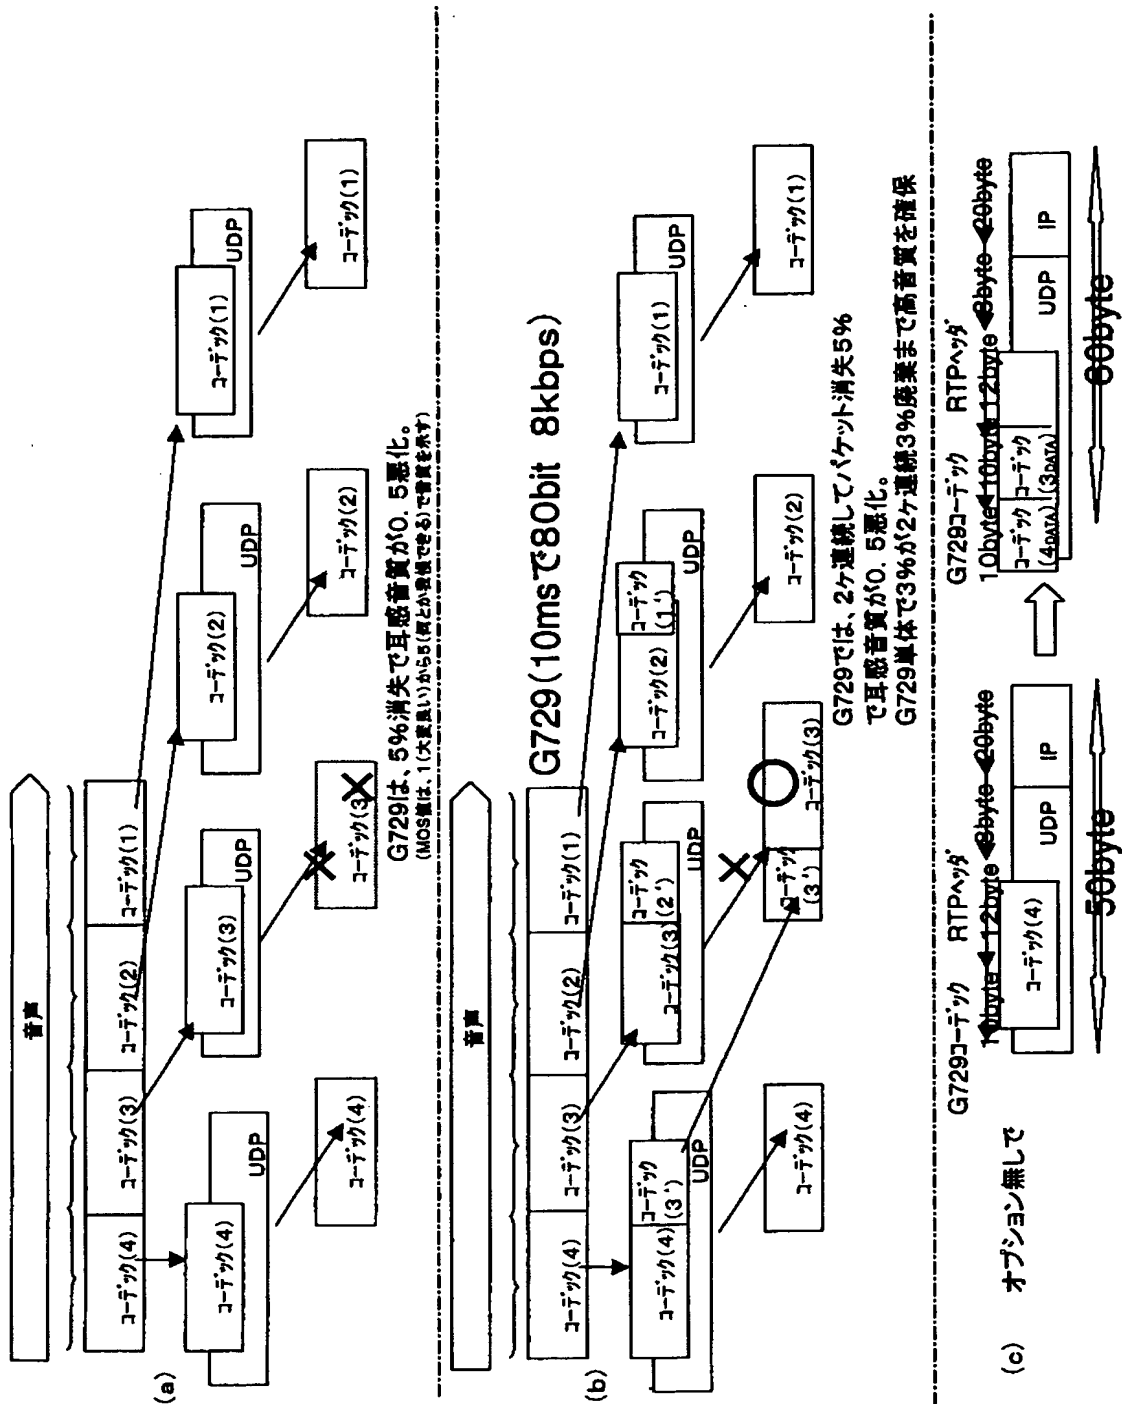 (a)
音声
コーデック(4)
コーデック(3)
コーデック(2)
コーデック(1)
コーデック(4)
UDP
コーデック(3)
UDP
コーデック(2)
UDP
コーデック(1)
UDP
コーデック(4)
コーデック(3)
コーデック(2)
コーデック(1)
G729は、5%消失で耳感音質が0.5悪化。
(MOS値は、1(大変良い)から5(何とか我慢できる)で音質を示す)
(b)
音声
G729(10msで80bit 8kbps)
コーデック(4)
コーデック(3)
コーデック(2)
コーデック(1)
コーデック(4)
コーデック(3')
UDP
コーデック(3)
コーデック(2')
UDP
コーデック(2)
コーデック(1')
UDP
コーデック(1)
UDP
コーデック(4)
コーデック(3')
コーデック(3)
コーデック(2)
コーデック(1)
G729では、2ヶ連続してパケット消失5%
で耳感音質が0.5悪化。
G729単体で3%が2ヶ連続3%廃棄まで高音質を確保
(c)
オプション無しで
G729コーデック RTPヘッダ
10byte 12byte 8byte 20byte
コーデック(4)
UDP
IP
50byte
G729コーデック RTPヘッダ
10byte 10byte 12byte 8byte 20byte
コーデック
(4DATA)
コーデック
(3DATA)
UDP
IP
60byte